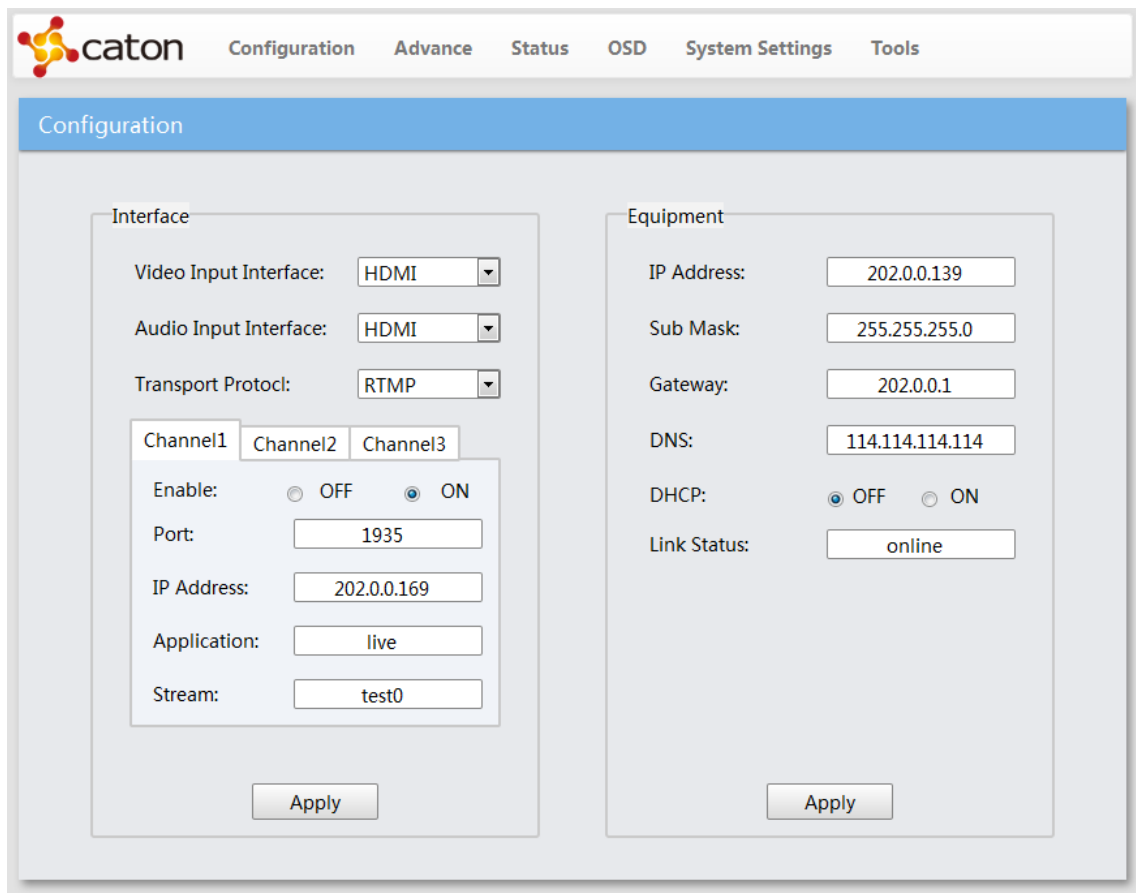 caton Configuration Advance Status OSD System Settings Tools
Configuration
Interface
Video Input Interface: HDMI
Audio Input Interface: HDMI
Transport Protocl: RTMP
Channel1 Channel2 Channel3
Enable: OFF ON
Port: 1935
IP Address: 202.0.0.169
Application: live
Stream: test0
Apply
Equipment
IP Address: 202.0.0.139
Sub Mask: 255.255.255.0
Gateway: 202.0.0.1
DNS: 114.114.114.114
DHCP: OFF ON
Link Status: online
Apply